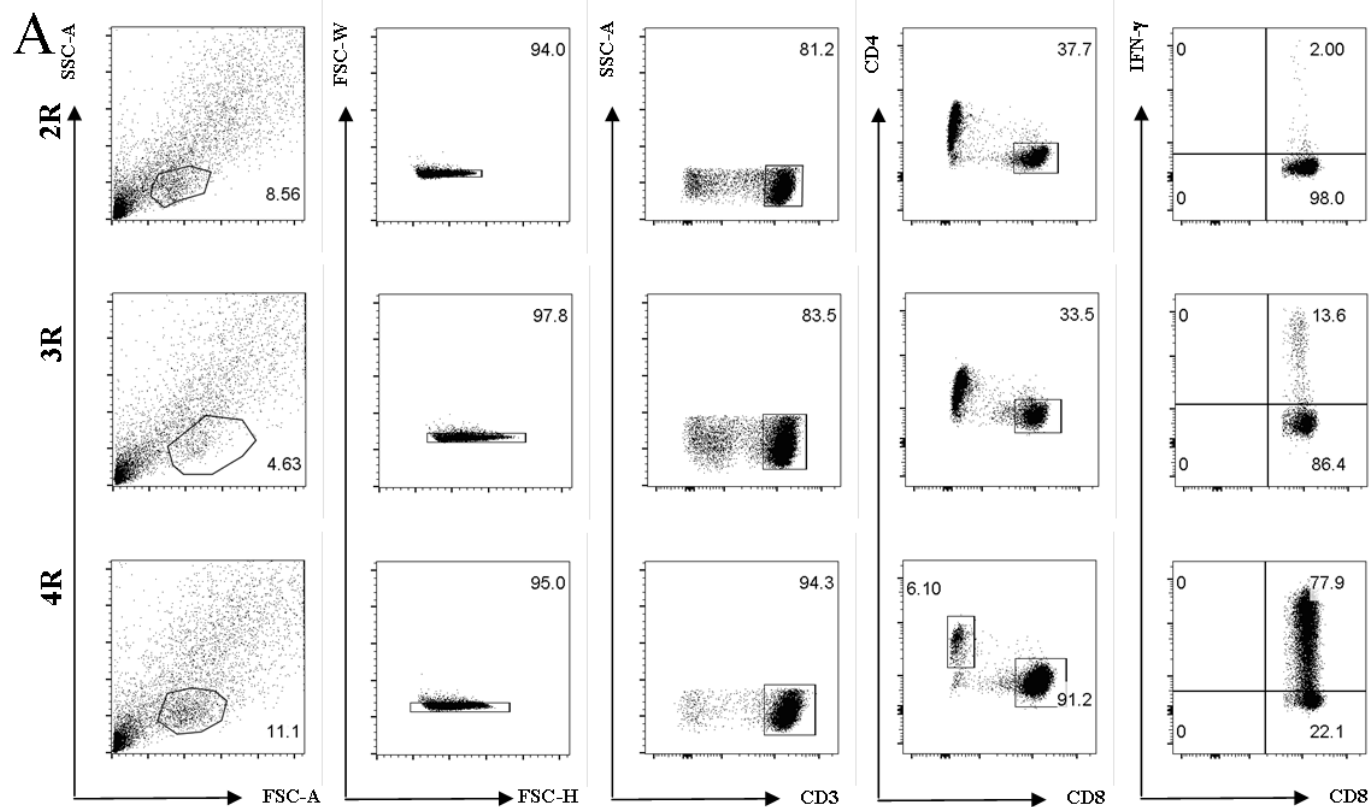 A
SSC-A
FSC-W
SSC-A
CD4
IFN-γ
2R
8.56
94.0
81.2
37.7
0
2.00
0
98.0
3R
4.63
97.8
83.5
33.5
0
13.6
0
86.4
4R
11.1
95.0
94.3
6.10
91.2
0
77.9
0
22.1
FSC-A
FSC-H
CD3
CD8
CD8